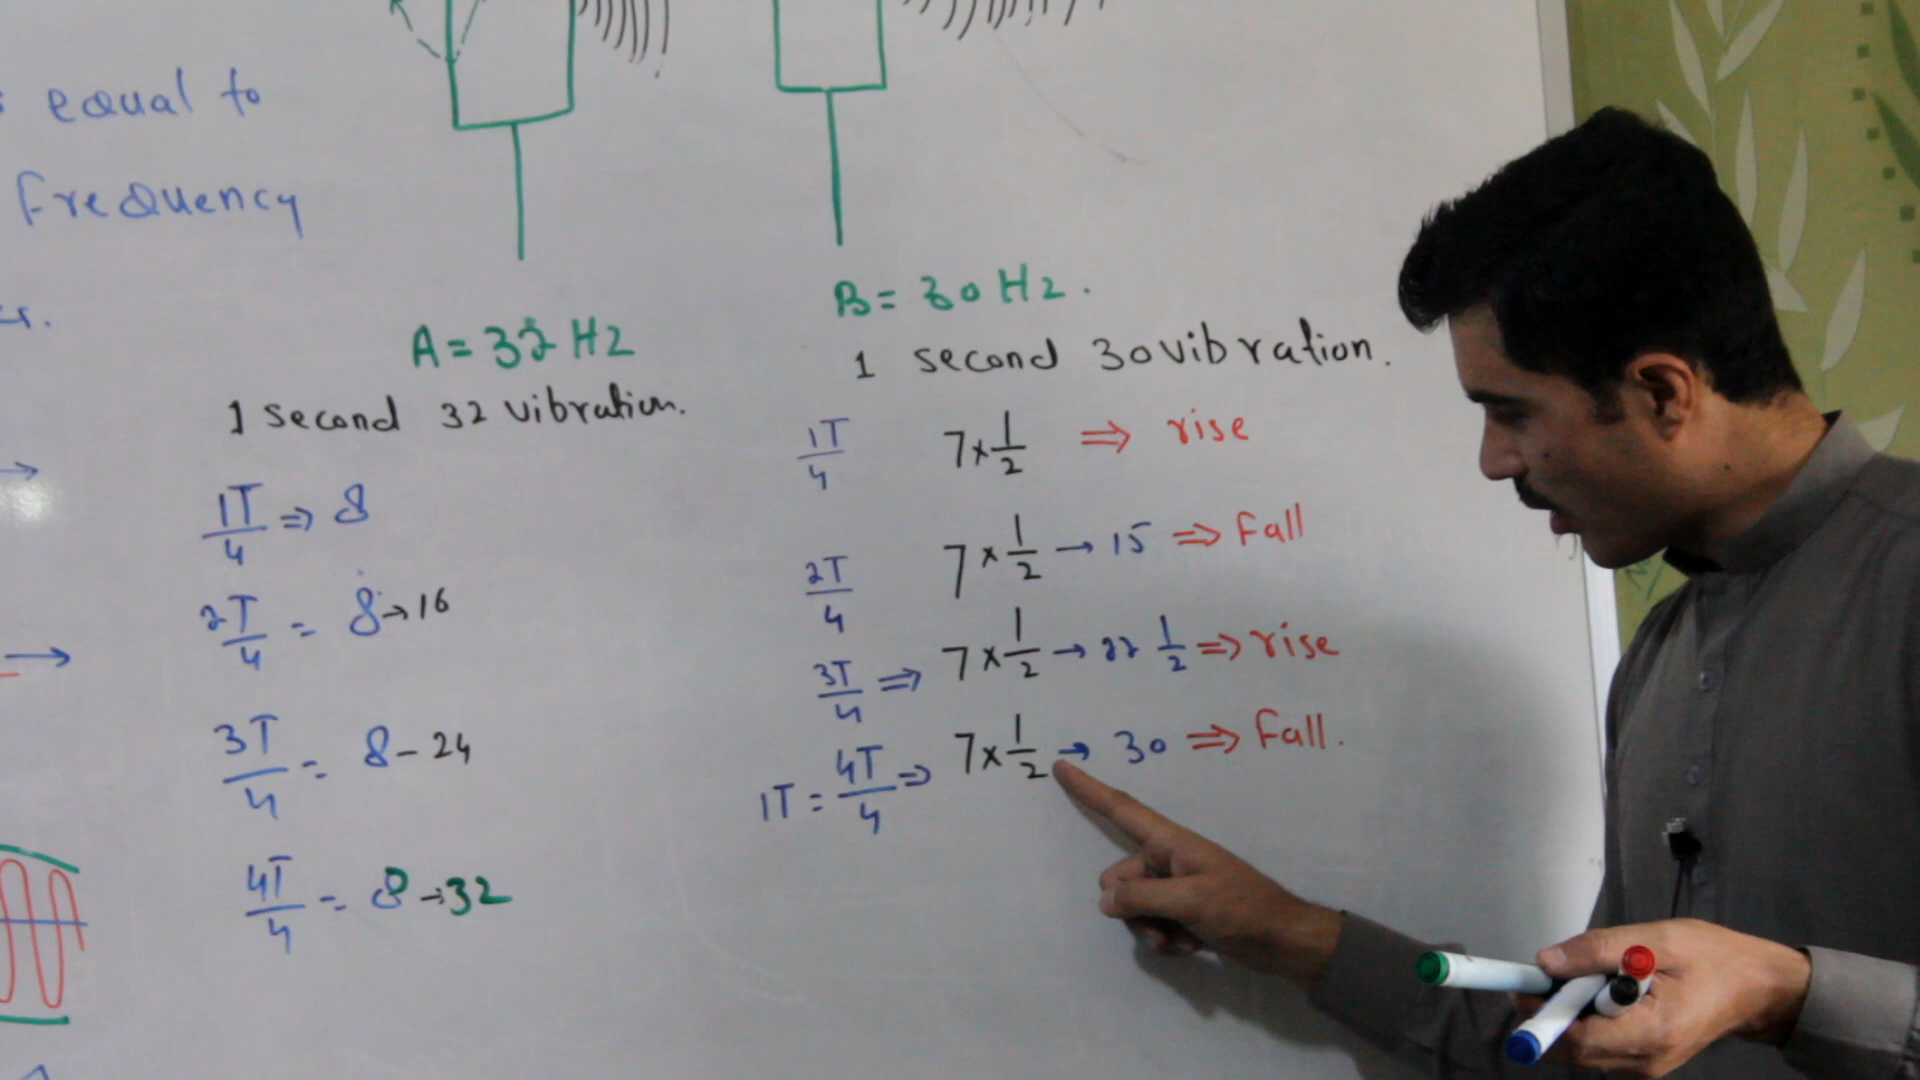 equal to
Frequency
A = 32 Hz
1 second 32 vibration.
1T/4 ⇒ 8
2T/4 = 8 → 16
3T/4 = 8 - 24
4T/4 = 8 → 32
B = 30 Hz.
1 second 30 vibration.
1T/4 7×1/2 ⇒ rise
2T/4 7×1/2 → 15 ⇒ Fall
3T/4 ⇒ 7×1/2 → 22 1/2 ⇒ rise
1T = 4T/4 ⇒ 7×1/2 → 30 ⇒ Fall.